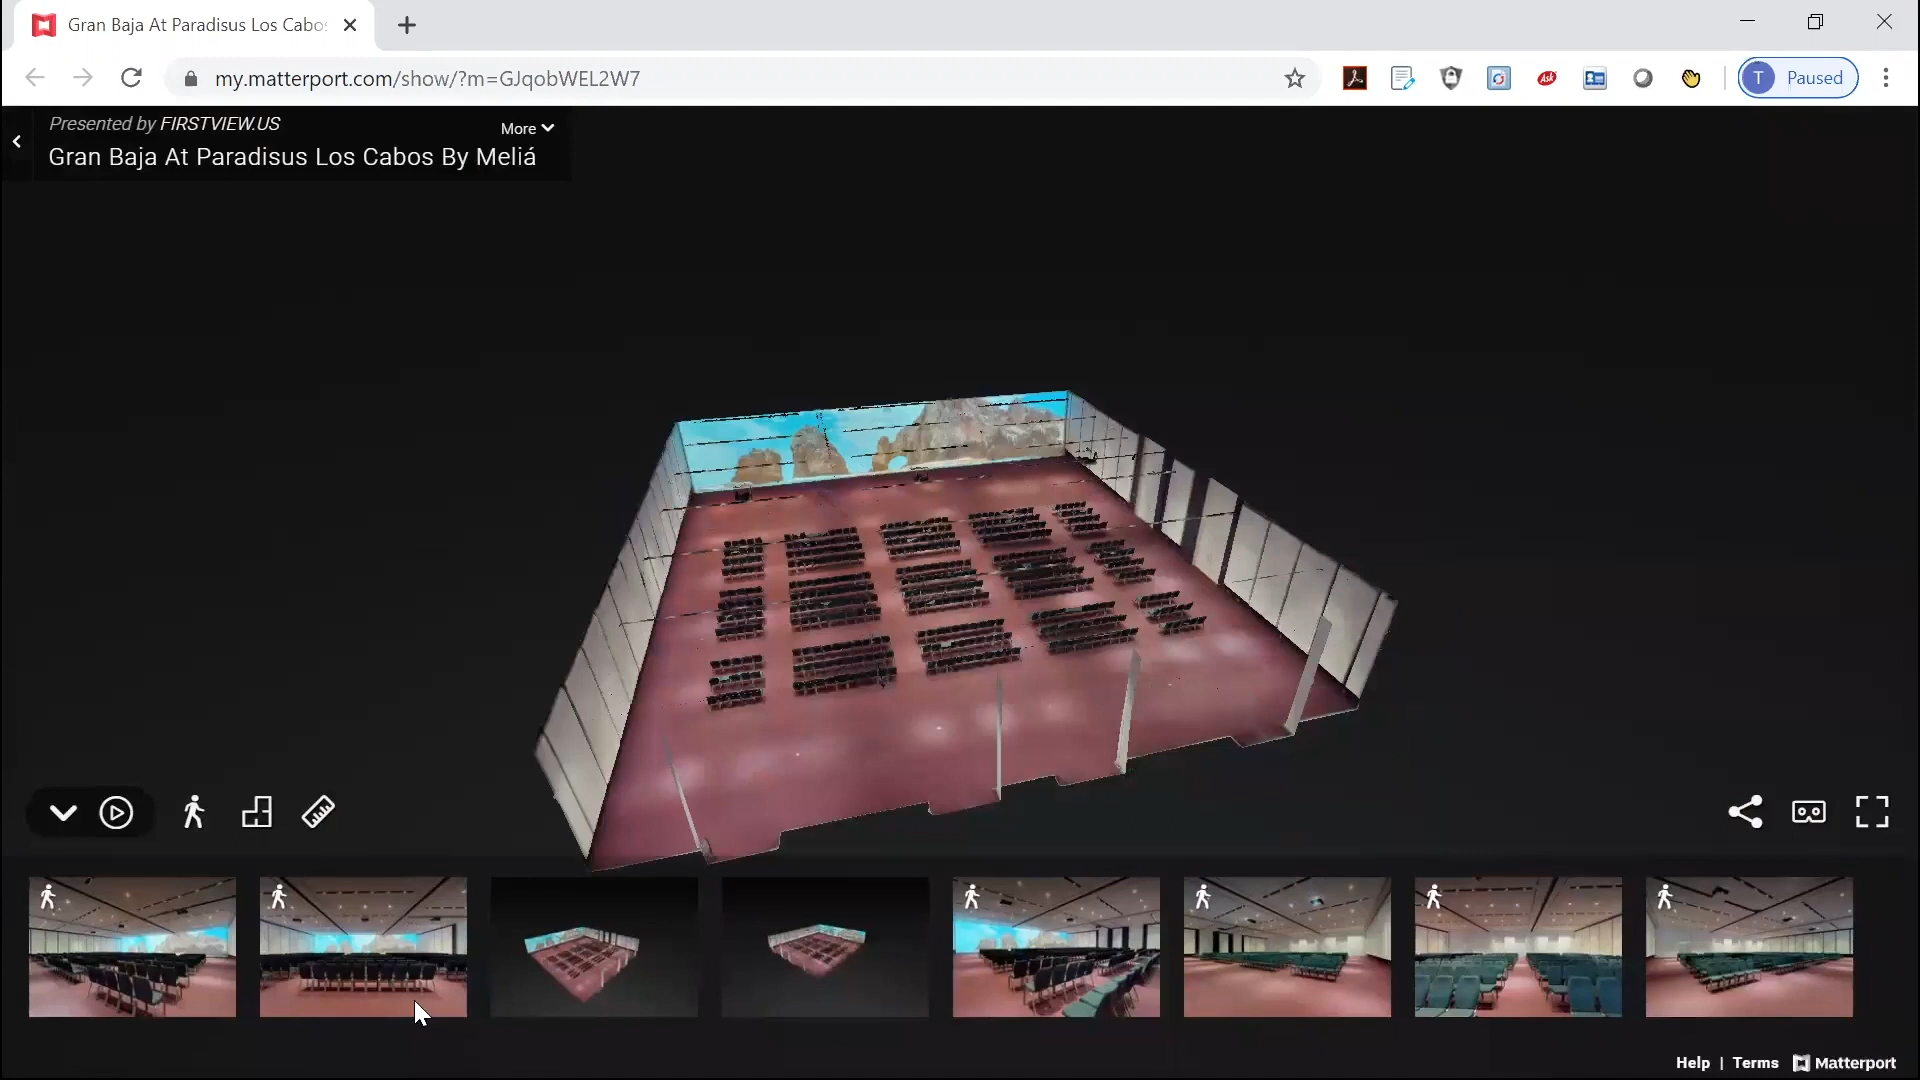 Gran Baja At Paradisus Los Cabo
my.matterport.com/show/?m=GJqobWEL2W7
Ask
T Paused
Presented by FIRSTVIEW.US
More
Gran Baja At Paradisus Los Cabos By Meliá
Help | Terms Matterport